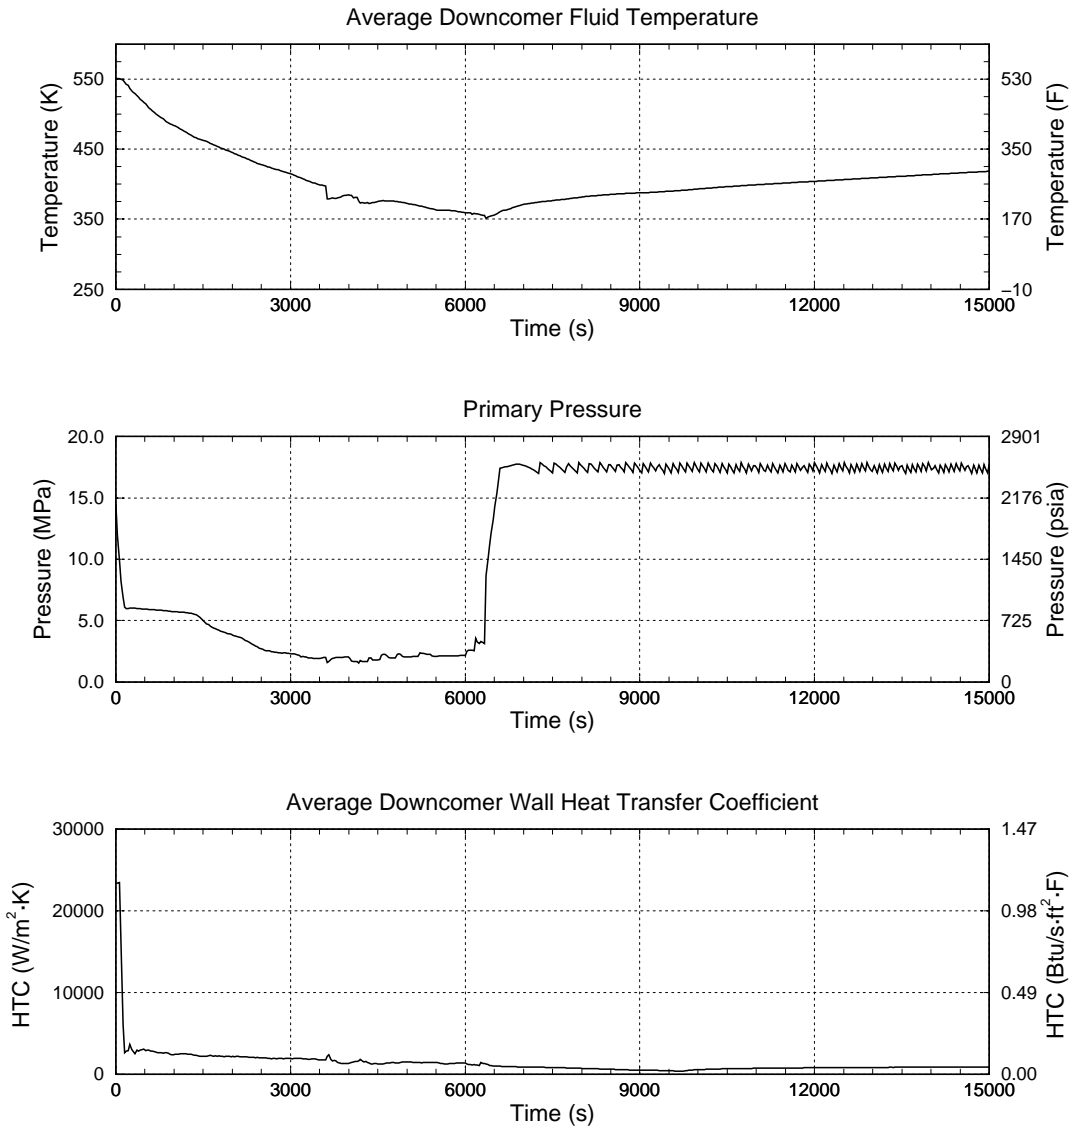 Average Downcomer Fluid Temperature
550 530
450 350
350 170
250 −10
Temperature (K)
Temperature (F)
0 3000 6000 9000 12000 15000
Time (s)
Primary Pressure
20.0 2901
15.0 2176
10.0 1450
5.0 725
0.0 0
Pressure (MPa)
Pressure (psia)
0 3000 6000 9000 12000 15000
Time (s)
Average Downcomer Wall Heat Transfer Coefficient
30000 1.47
20000 0.98
10000 0.49
0 0.00
HTC (W/m²·K)
HTC (Btu/s·ft²·F)
0 3000 6000 9000 12000 15000
Time (s)